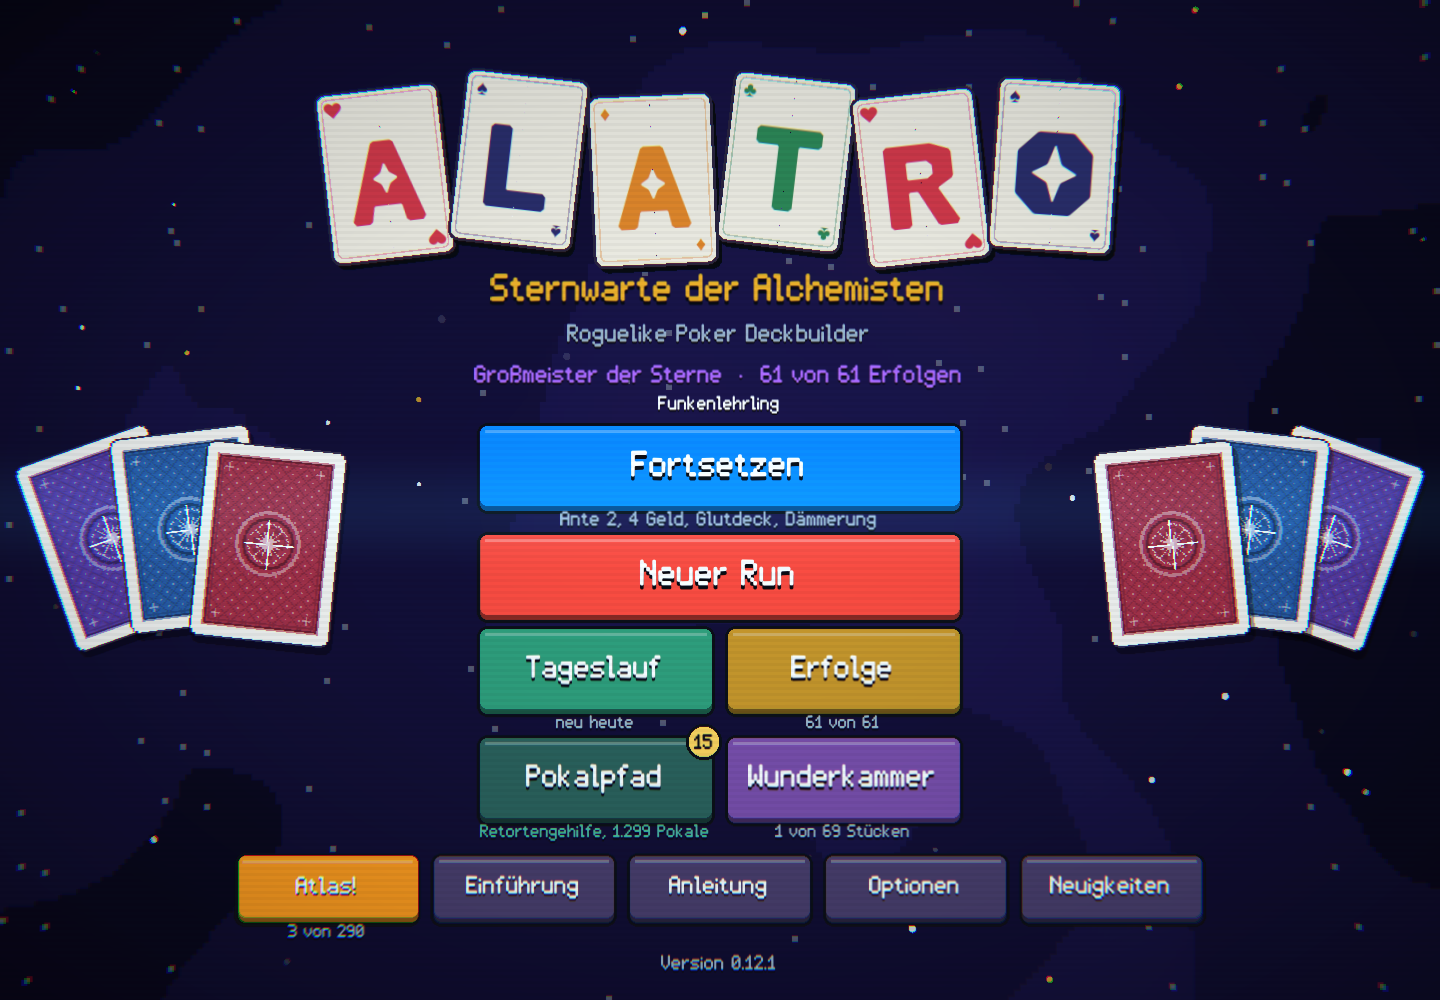 ALATRO
Sternwarte der Alchemisten
Roguelike-Poker Deckbuilder
Großmeister der Sterne · 61 von 61 Erfolgen
Funkenlehrling
Fortsetzen
Ante 2, 4 Geld, Glutdeck, Dämmerung
Neuer Run
Tageslauf Erfolge
neu heute 61 von 61
15
Pokalpfad Wunderkammer
Retortengehilfe, 1.299 Pokale 1 von 69 Stücken
Atlas! Einführung Anleitung Optionen Neuigkeiten
3 von 290
Version 0.12.1